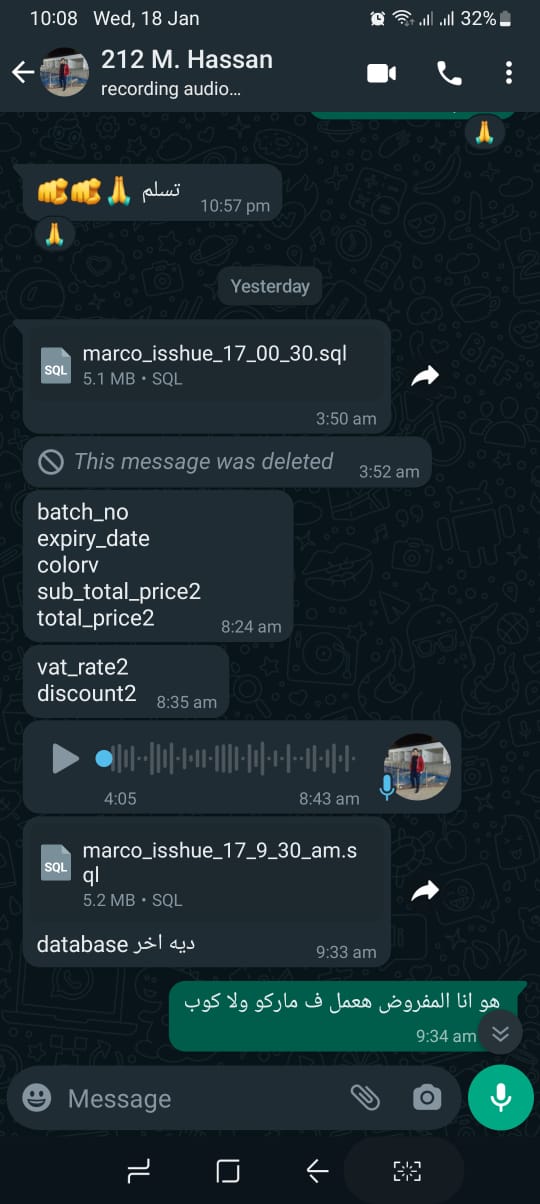 10:08 Wed, 18 Jan 32%
212 M. Hassan
recording audio...
تسلم
10:57 pm
Yesterday
marco_isshue_17_00_30.sql
SQL
5.1 MB • SQL
3:50 am
This message was deleted 3:52 am
batch_no
expiry_date
colorv
sub_total_price2
total_price2
8:24 am
vat_rate2
discount2 8:35 am
4:05 8:43 am
marco_isshue_17_9_30_am.s
ql
SQL
5.2 MB • SQL
ديه اخر database
9:33 am
هو انا المفروض هعمل ف ماركو ولا كوب
9:34 am
Message